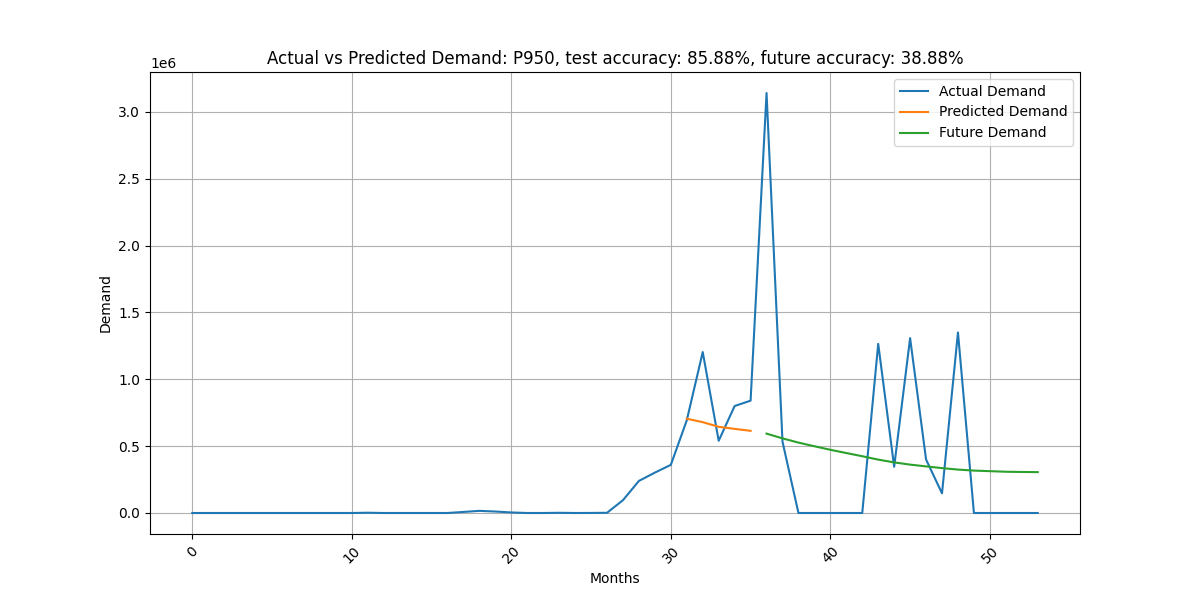 Actual vs Predicted Demand: P950, test accuracy: 85.88%, future accuracy: 38.88%
1e6
Actual Demand
Predicted Demand
Future Demand
3.0
2.5
2.0
1.5
1.0
0.5
0.0
Demand
0
10
20
30
40
50
Months